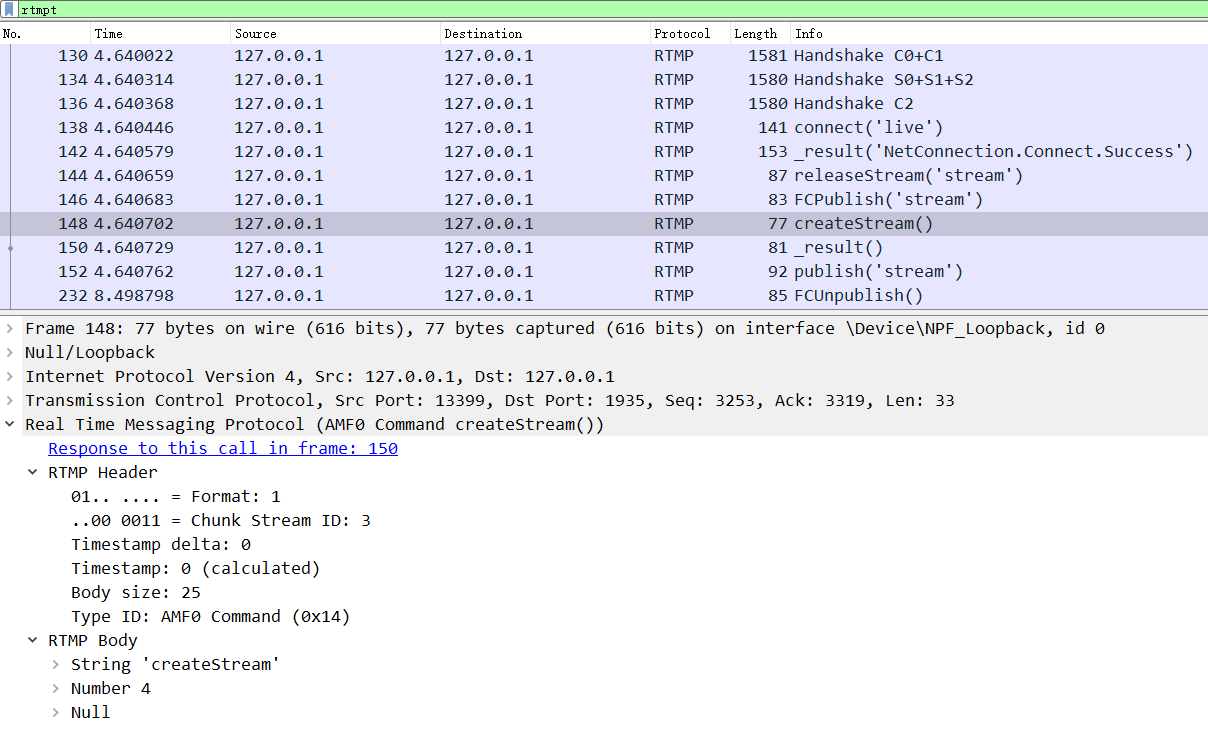 rtmpt
No. Time Source Destination Protocol Length Info
130 4.640022 127.0.0.1 127.0.0.1 RTMP 1581 Handshake C0+C1
134 4.640314 127.0.0.1 127.0.0.1 RTMP 1580 Handshake S0+S1+S2
136 4.640368 127.0.0.1 127.0.0.1 RTMP 1580 Handshake C2
138 4.640446 127.0.0.1 127.0.0.1 RTMP 141 connect('live')
142 4.640579 127.0.0.1 127.0.0.1 RTMP 153 _result('NetConnection.Connect.Success')
144 4.640659 127.0.0.1 127.0.0.1 RTMP 87 releaseStream('stream')
146 4.640683 127.0.0.1 127.0.0.1 RTMP 83 FCPublish('stream')
148 4.640702 127.0.0.1 127.0.0.1 RTMP 77 createStream()
150 4.640729 127.0.0.1 127.0.0.1 RTMP 81 _result()
152 4.640762 127.0.0.1 127.0.0.1 RTMP 92 publish('stream')
232 8.498798 127.0.0.1 127.0.0.1 RTMP 85 FCUnpublish()
Frame 148: 77 bytes on wire (616 bits), 77 bytes captured (616 bits) on interface \Device\NPF_Loopback, id 0
Null/Loopback
Internet Protocol Version 4, Src: 127.0.0.1, Dst: 127.0.0.1
Transmission Control Protocol, Src Port: 13399, Dst Port: 1935, Seq: 3253, Ack: 3319, Len: 33
Real Time Messaging Protocol (AMF0 Command createStream())
Response to this call in frame: 150
RTMP Header
01.. .... = Format: 1
..00 0011 = Chunk Stream ID: 3
Timestamp delta: 0
Timestamp: 0 (calculated)
Body size: 25
Type ID: AMF0 Command (0x14)
RTMP Body
String 'createStream'
Number 4
Null